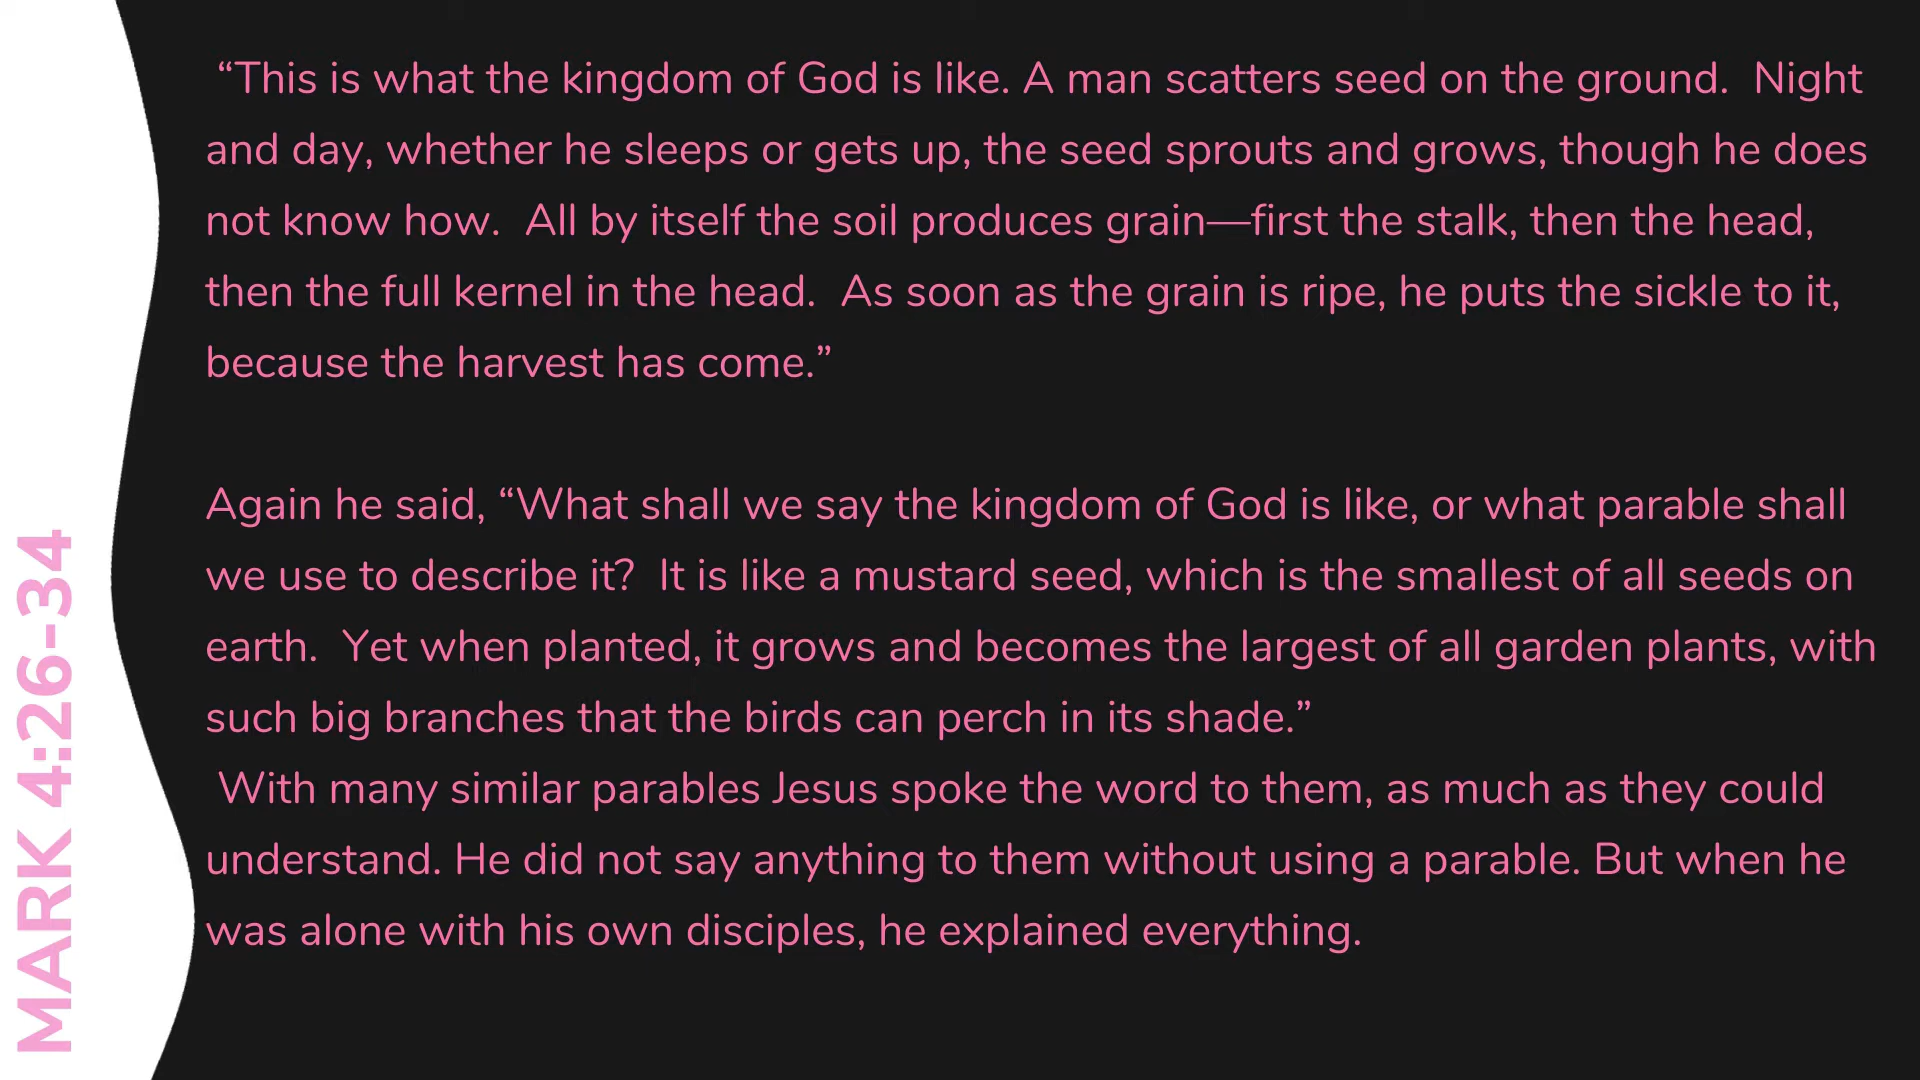 “This is what the kingdom of God is like. A man scatters seed on the ground.  Night
and day, whether he sleeps or gets up, the seed sprouts and grows, though he does
not know how.  All by itself the soil produces grain—first the stalk, then the head,
then the full kernel in the head.  As soon as the grain is ripe, he puts the sickle to it,
because the harvest has come.”
Again he said, “What shall we say the kingdom of God is like, or what parable shall
we use to describe it?  It is like a mustard seed, which is the smallest of all seeds on
earth.  Yet when planted, it grows and becomes the largest of all garden plants, with
such big branches that the birds can perch in its shade.”
With many similar parables Jesus spoke the word to them, as much as they could
understand. He did not say anything to them without using a parable. But when he
was alone with his own disciples, he explained everything.
MARK 4:26-34